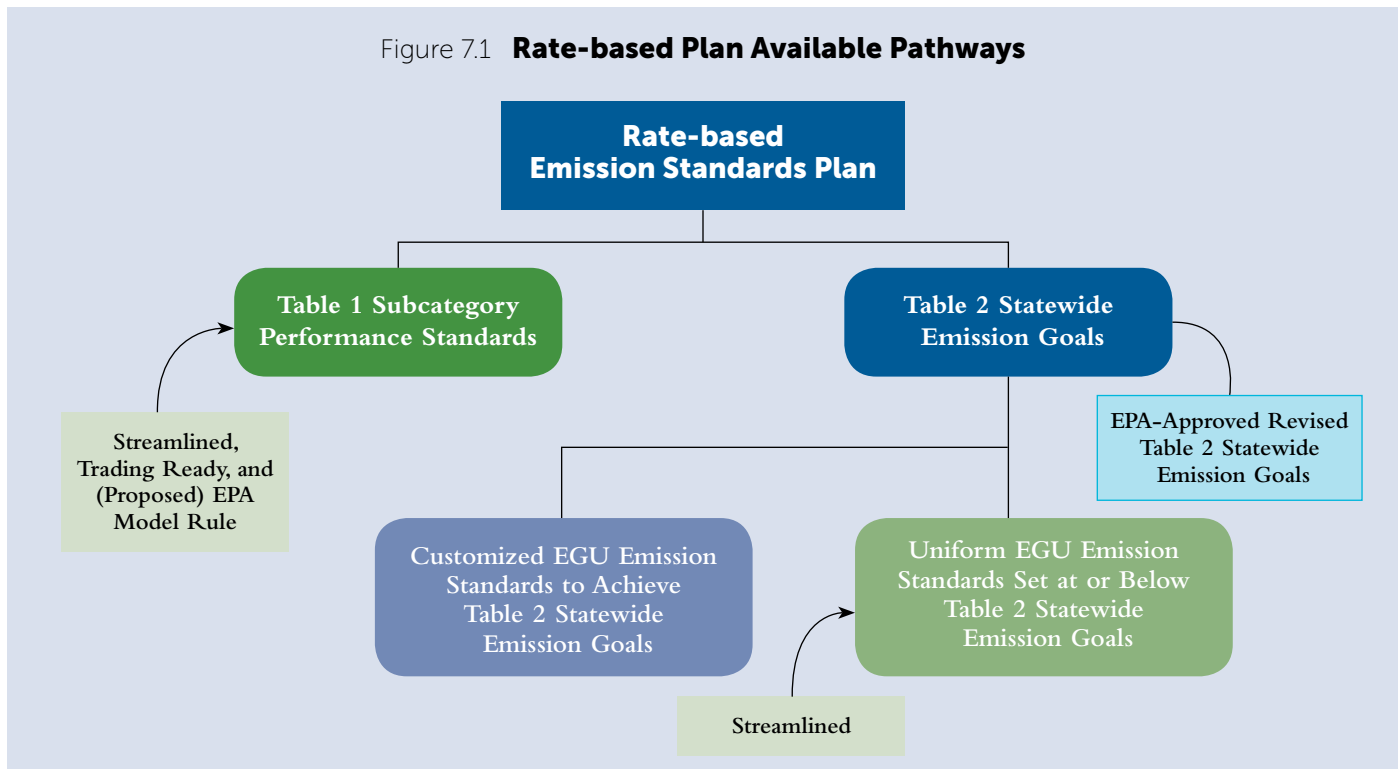 Figure 7.1 Rate-based Plan Available Pathways
Rate-based
Emission Standards Plan
Table 1 Subcategory
Performance Standards
Table 2 Statewide
Emission Goals
Streamlined,
Trading Ready, and
(Proposed) EPA
Model Rule
EPA-Approved Revised
Table 2 Statewide
Emission Goals
Customized EGU Emission
Standards to Achieve
Table 2 Statewide
Emission Goals
Uniform EGU Emission
Standards Set at or Below
Table 2 Statewide
Emission Goals
Streamlined